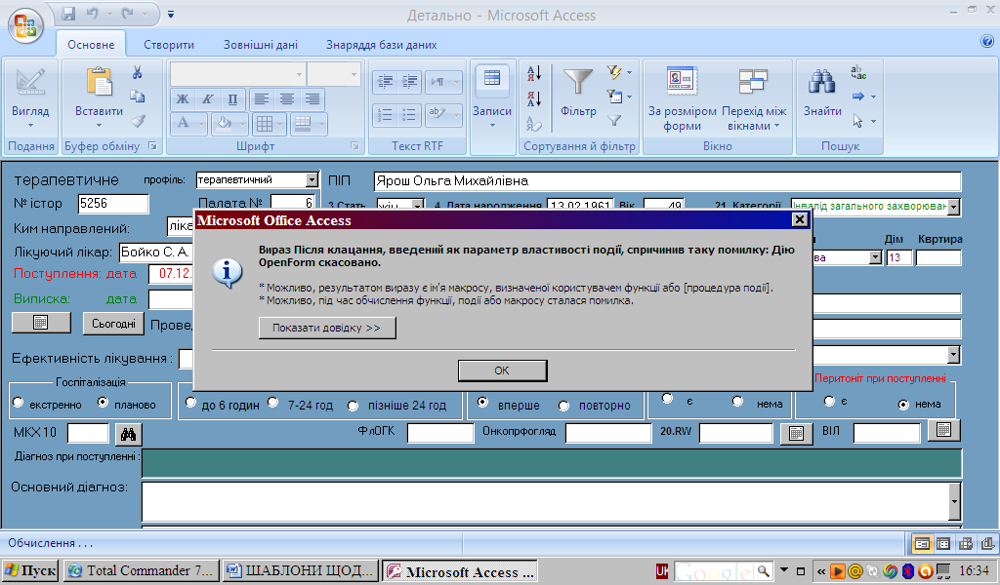 Детально - Microsoft Access
Основне Створити Зовнішні дані Знаряддя бази даних
Вигляд Вставити Ж К П Записи Фільтр За розміром форми Перехід між вікнами Знайти
Подання Буфер обміну Шрифт Текст RTF Сортування й фільтр Вікно Пошук
терапевтичне профіль: терапевтичний ПІП Ярош Ольга Михайлівна
№ істор 5256 Палата № 6 3.Стать жін 4. Дата народження 13.02.1961 Вік 49 21. Категорії Інвалід загального захворюван
Ким направлений: ліка
Microsoft Office Access
Вираз Після клацання, введений як параметр властивості події, спричинив таку помилку: Дію
OpenForm скасовано.
* Можливо, результатом виразу є ім'я макросу, визначеної користувачем функції або [процедура події].
* Можливо, під час обчислення функції, події або макросу сталася помилка.
Показати довідку >>
OK
Дім Квртира
Лікуючий лікар: Бойко С. А. ва 13
Поступлення: дата 07.12.
Виписка: дата
Сьогодні Прове
Ефективність лікування :
Госпіталізація Перитоніт при поступленні
екстренно планово до 6 годин 7-24 год пізніше 24 год вперше повторно є нема є нема
МКХ10 ФлОГК Онкопрфогляд 20.RW ВІЛ
Діагноз при поступленні:
Основний діагноз:
Обчислення . . .
Пуск Total Commander 7... ШАБЛОНИ ЩОД... Microsoft Access ... Google 16:34